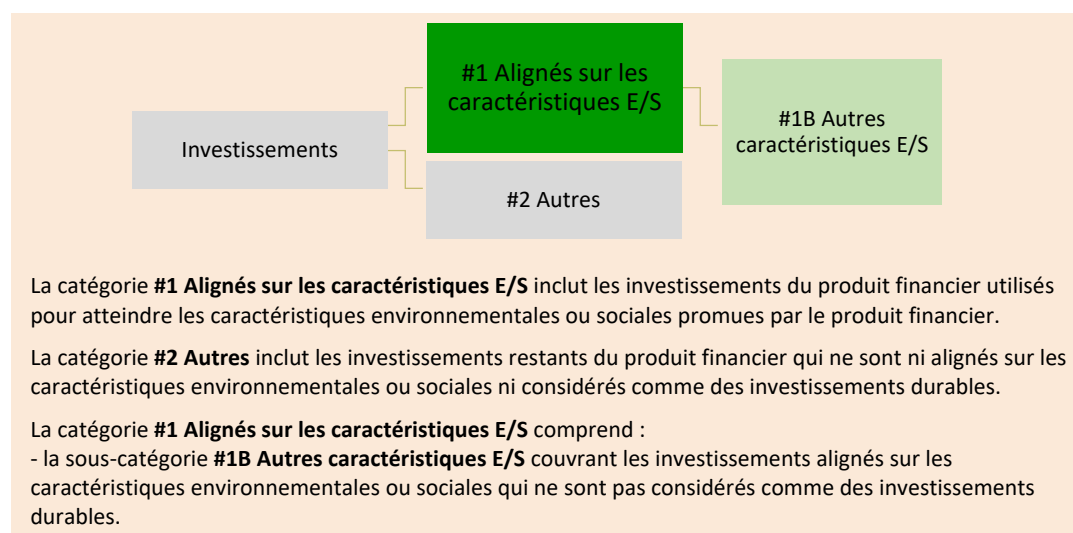 #1 Alignés sur les
caractéristiques E/S
#1B Autres
caractéristiques E/S
Investissements
#2 Autres
La catégorie #1 Alignés sur les caractéristiques E/S inclut les investissements du produit financier utilisés
pour atteindre les caractéristiques environnementales ou sociales promues par le produit financier.
La catégorie #2 Autres inclut les investissements restants du produit financier qui ne sont ni alignés sur les
caractéristiques environnementales ou sociales ni considérés comme des investissements durables.
La catégorie #1 Alignés sur les caractéristiques E/S comprend :
- la sous-catégorie #1B Autres caractéristiques E/S couvrant les investissements alignés sur les
caractéristiques environnementales ou sociales qui ne sont pas considérés comme des investissements
durables.